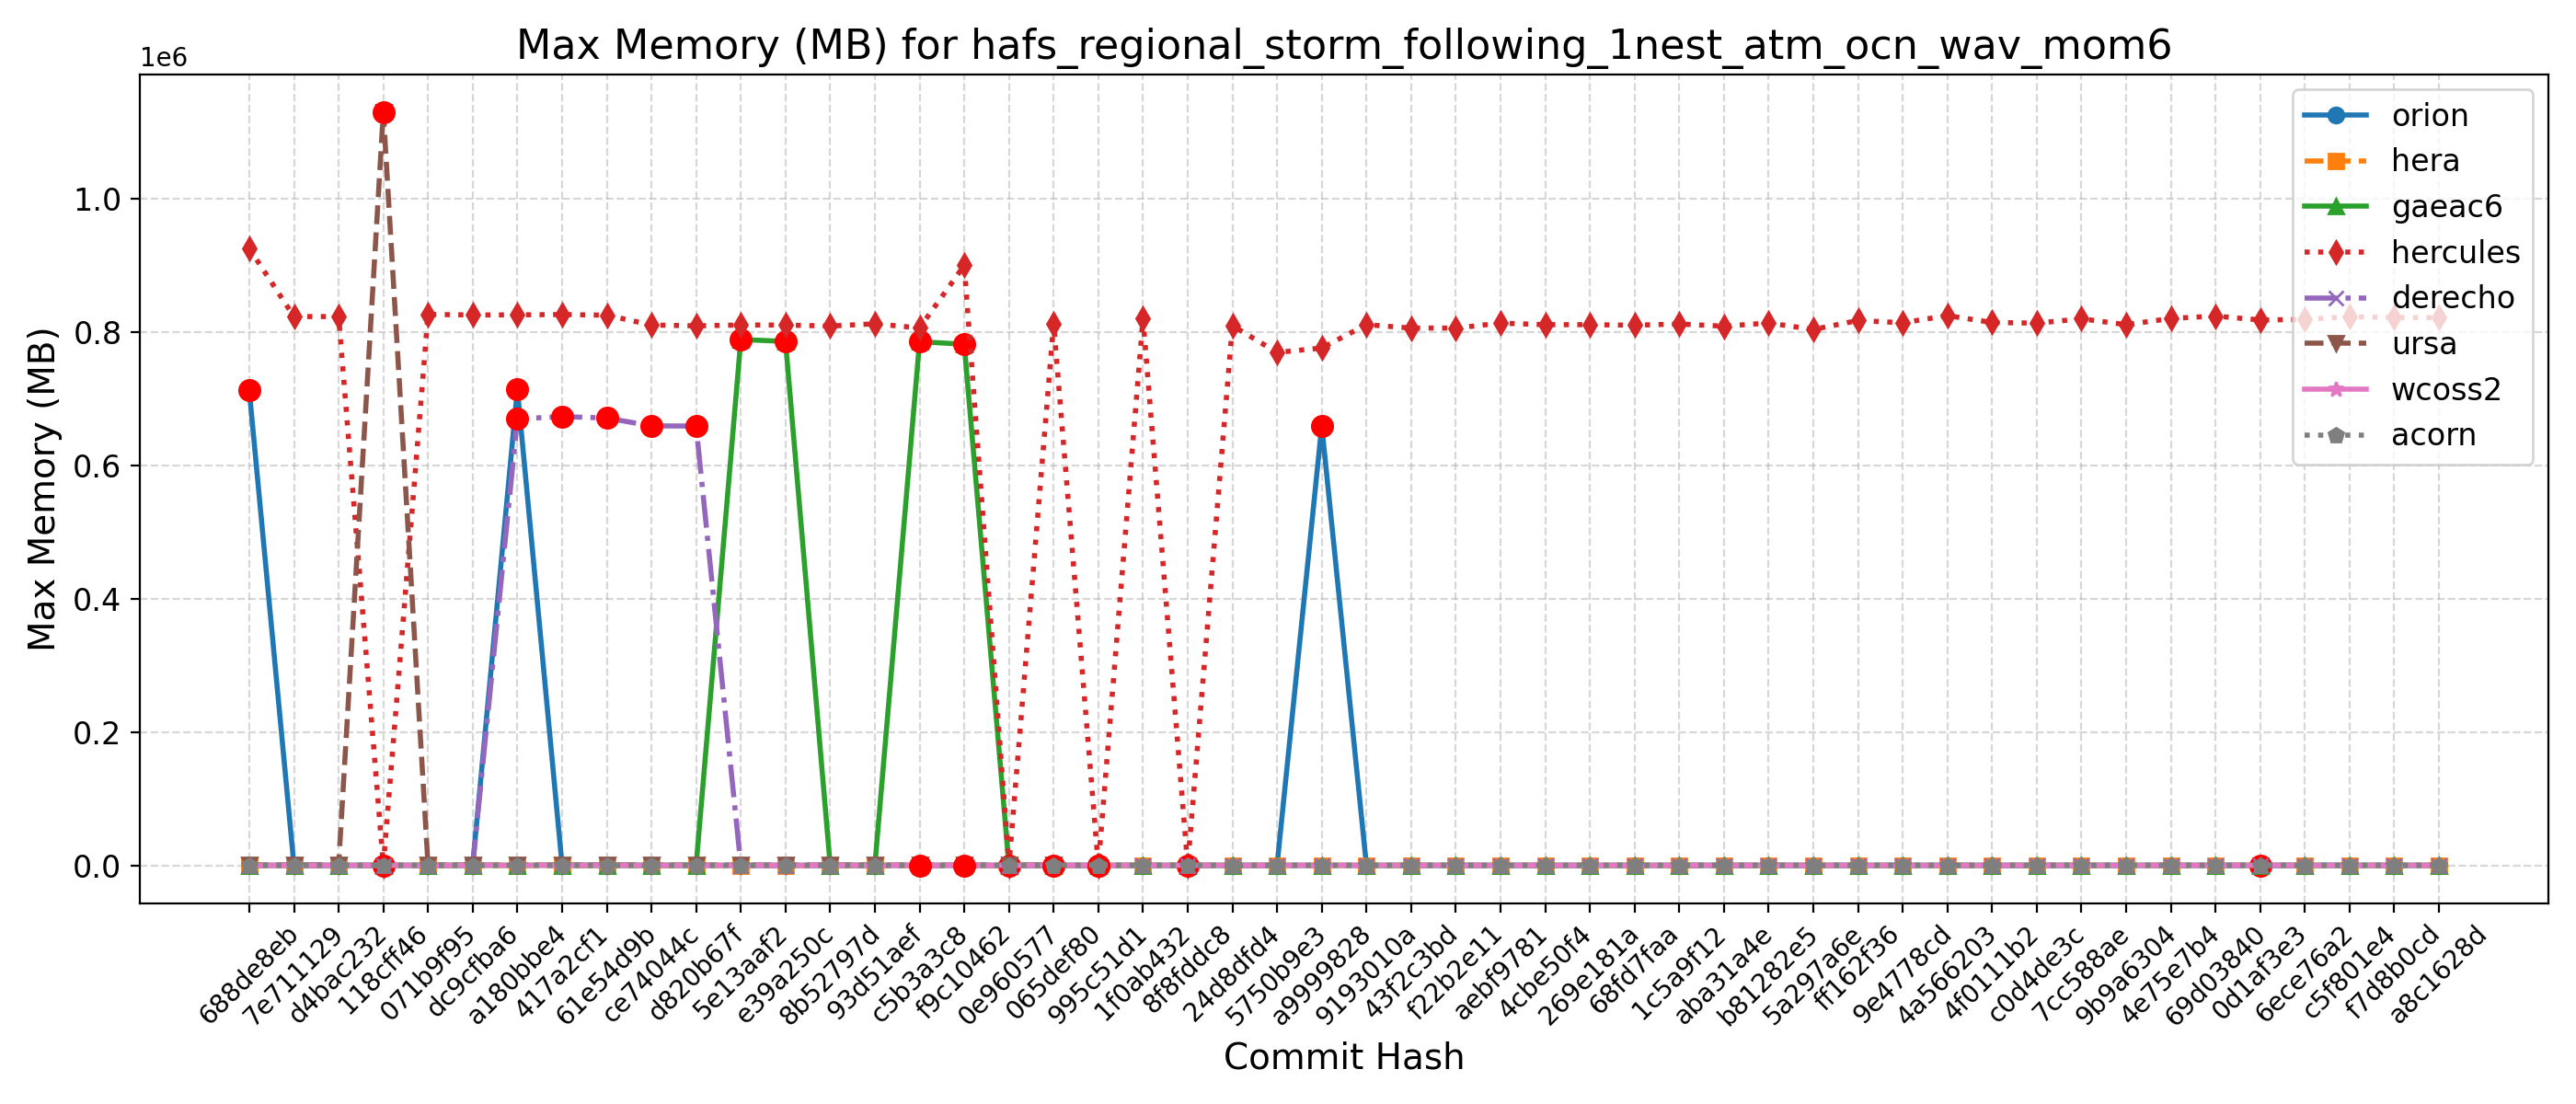 Max Memory (MB) for hafs_regional_storm_following_1nest_atm_ocn_wav_mom6
1e6
Max Memory (MB)
1.0
0.8
0.6
0.4
0.2
0.0
orion
hera
gaeac6
hercules
derecho
ursa
wcoss2
acorn
688de8eb
7e711129
d4bac232
118cff46
071b9f95
dc9cfba6
a180bbe4
417a2cf1
61e54d9b
ce74044c
d820b67f
5e13aaf2
e39a250c
8b52797d
93d51aef
c5b3a3c8
f9c10462
0e960577
065def80
995c51d1
1f0ab432
8f8fddc8
24d8dfd4
5750b9e3
a9999828
9193010a
43f2c3bd
f22b2e11
aebf9781
4cbe50f4
269e181a
68fd7faa
1c5a9f12
aba31a4e
b81282e5
5a297a6e
ff162f36
9e4778cd
4a566203
4f0111b2
c0d4de3c
7cc588ae
9b9a6304
4e75e7b4
69d03840
0d1af3e3
6ece76a2
c5f801e4
f7d8b0cd
a8c1628d
Commit Hash